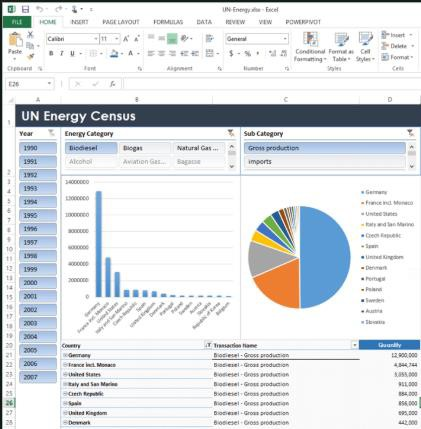 UN-Energy.xlsx - Excel
FILE HOME INSERT PAGE LAYOUT FORMULAS DATA REVIEW VIEW POWERPIVOT
Paste
Calibri 11 A A
B I U A
General
$ % ,
Conditional Formatting
Format as Table
Cell Styles
Insert
Delete
Format
Clipboard Font Alignment Number Styles Cells
E26 fx
A B C D
UN Energy Census
Year
1990
1991
1992
1993
1994
1995
1996
1997
1998
1999
2000
2001
2002
2003
2004
2005
2006
2007
Energy Category
Biodiesel Biogas Natural Gas ...
Alcohol Aviation Gas... Bagasse
Sub Category
Gross production
imports
14000000
12000000
10000000
8000000
6000000
4000000
2000000
0
Germany
France incl. Monaco
United States
Italy and San Marino
Czech Republic
Spain
United Kingdom
Denmark
Portugal
Poland
Sweden
Austria
Slovakia
Country Transaction Name Quantity
Germany Biodiesel - Gross production 12,900,000
France incl. Monaco Biodiesel - Gross production 4,844,744
United States Biodiesel - Gross production 3,055,000
Italy and San Marino Biodiesel - Gross production 911,000
Czech Republic Biodiesel - Gross production 884,000
Spain Biodiesel - Gross production 856,000
United Kingdom Biodiesel - Gross production 695,000
Denmark Biodiesel - Gross production 442,000